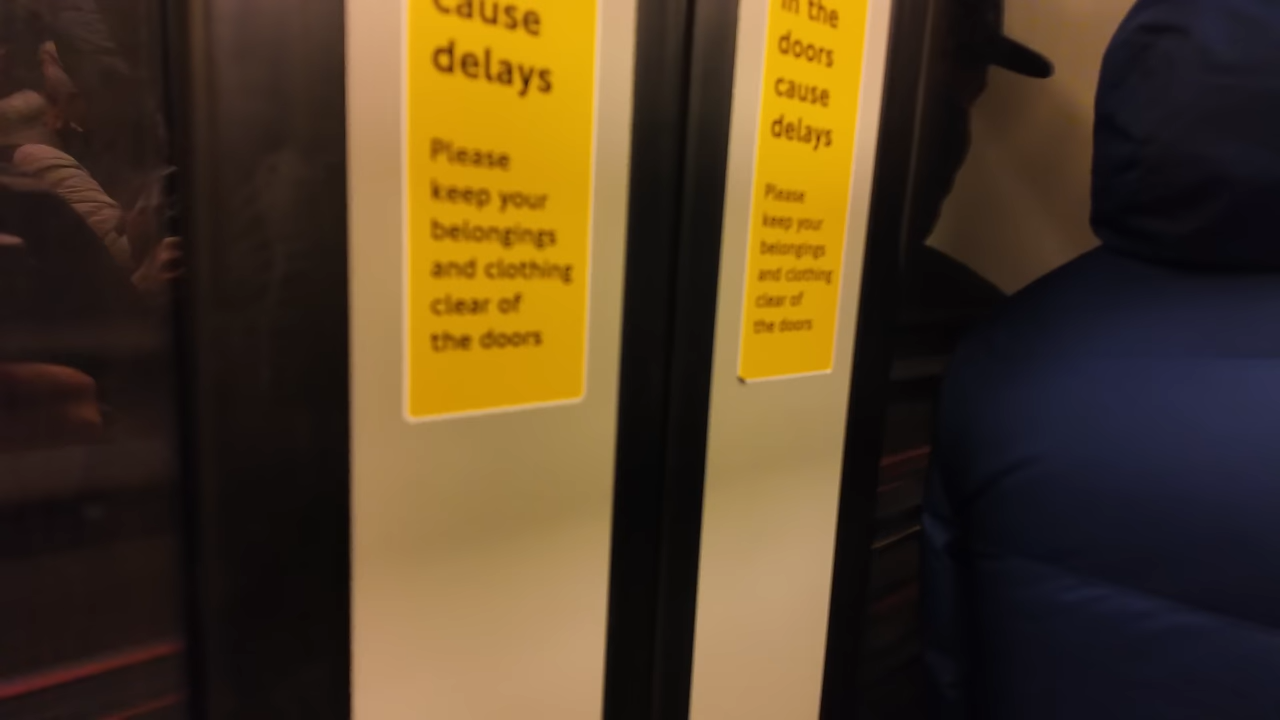 cause
delays
Please
keep your
belongings
and clothing
clear of
the doors
in the
doors
cause
delays
Please
keep your
belongings
and clothing
clear of
the doors